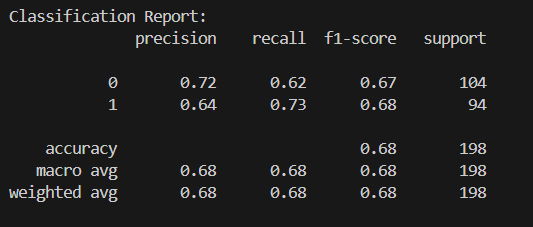 Classification Report:
precision recall f1-score support
0 0.72 0.62 0.67 104
1 0.64 0.73 0.68 94
accuracy 0.68 198
macro avg 0.68 0.68 0.68 198
weighted avg 0.68 0.68 0.68 198